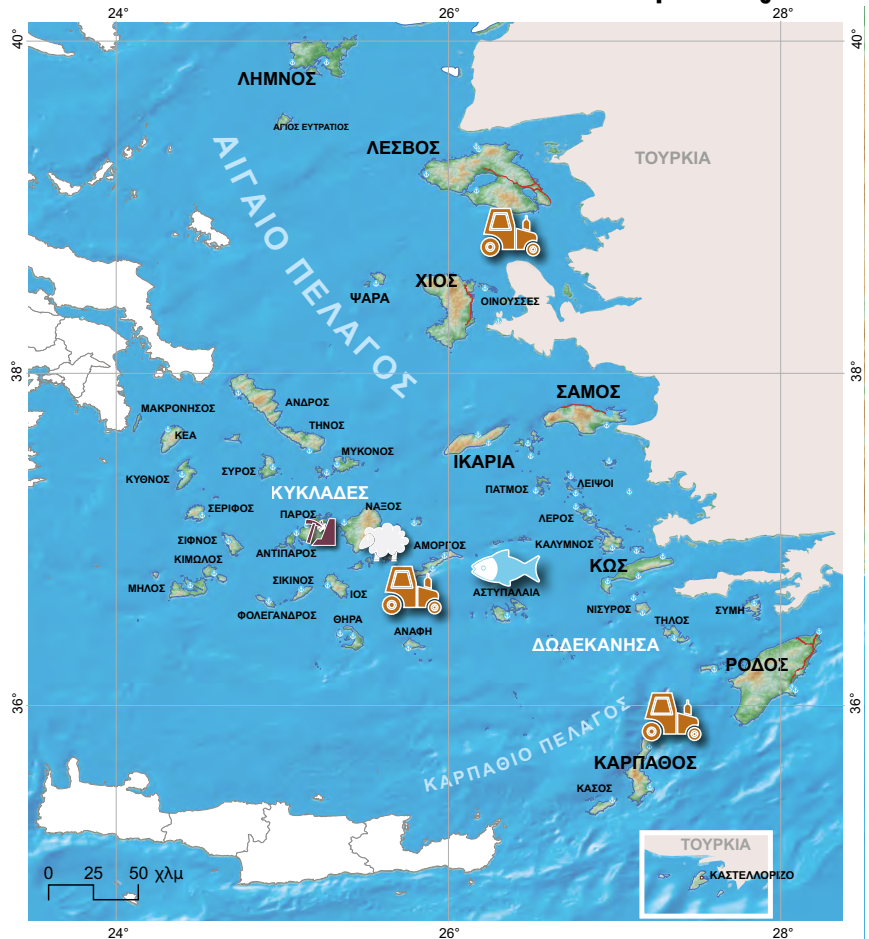 24°
26°
28°
40°
40°
ΛΗΜΝΟΣ
ΑΓΙΟΣ ΕΥΤΡΑΤΙΟΣ
ΛΕΣΒΟΣ
ΤΟΥΡΚΙΑ
ΑΙΓΑΙΟ ΠΕΛΑΓΟΣ
ΧΙΟΣ
ΨΑΡΑ
ΟΙΝΟΥΣΣΕΣ
38°
38°
ΣΑΜΟΣ
ΑΝΔΡΟΣ
ΜΑΚΡΟΝΗΣΟΣ
ΤΗΝΟΣ
ΚΕΑ
ΜΥΚΟΝΟΣ
ΙΚΑΡΙΑ
ΣΥΡΟΣ
ΚΥΘΝΟΣ
ΠΑΤΜΟΣ
ΛΕΙΨΟΙ
ΚΥΚΛΑΔΕΣ
ΣΕΡΙΦΟΣ
ΠΑΡΟΣ
ΝΑΞΟΣ
ΛΕΡΟΣ
ΣΙΦΝΟΣ
ΑΝΤΙΠΑΡΟΣ
ΑΜΟΡΓΟΣ
ΚΑΛΥΜΝΟΣ
ΚΙΜΩΛΟΣ
ΚΩΣ
ΜΗΛΟΣ
ΣΙΚΙΝΟΣ
ΙΟΣ
ΑΣΤΥΠΑΛΑΙΑ
ΦΟΛΕΓΑΝΔΡΟΣ
ΝΙΣΥΡΟΣ
ΣΥΜΗ
ΘΗΡΑ
ΑΝΑΦΗ
ΤΗΛΟΣ
ΔΩΔΕΚΑΝΗΣΑ
ΡΟΔΟΣ
36°
36°
ΚΑΡΠΑΘΙΟ ΠΕΛΑΓΟΣ
ΚΑΡΠΑΘΟΣ
ΚΑΣΟΣ
ΤΟΥΡΚΙΑ
ΚΑΣΤΕΛΛΟΡΙΖΟ
0 25 50 χλμ
24°
26°
28°